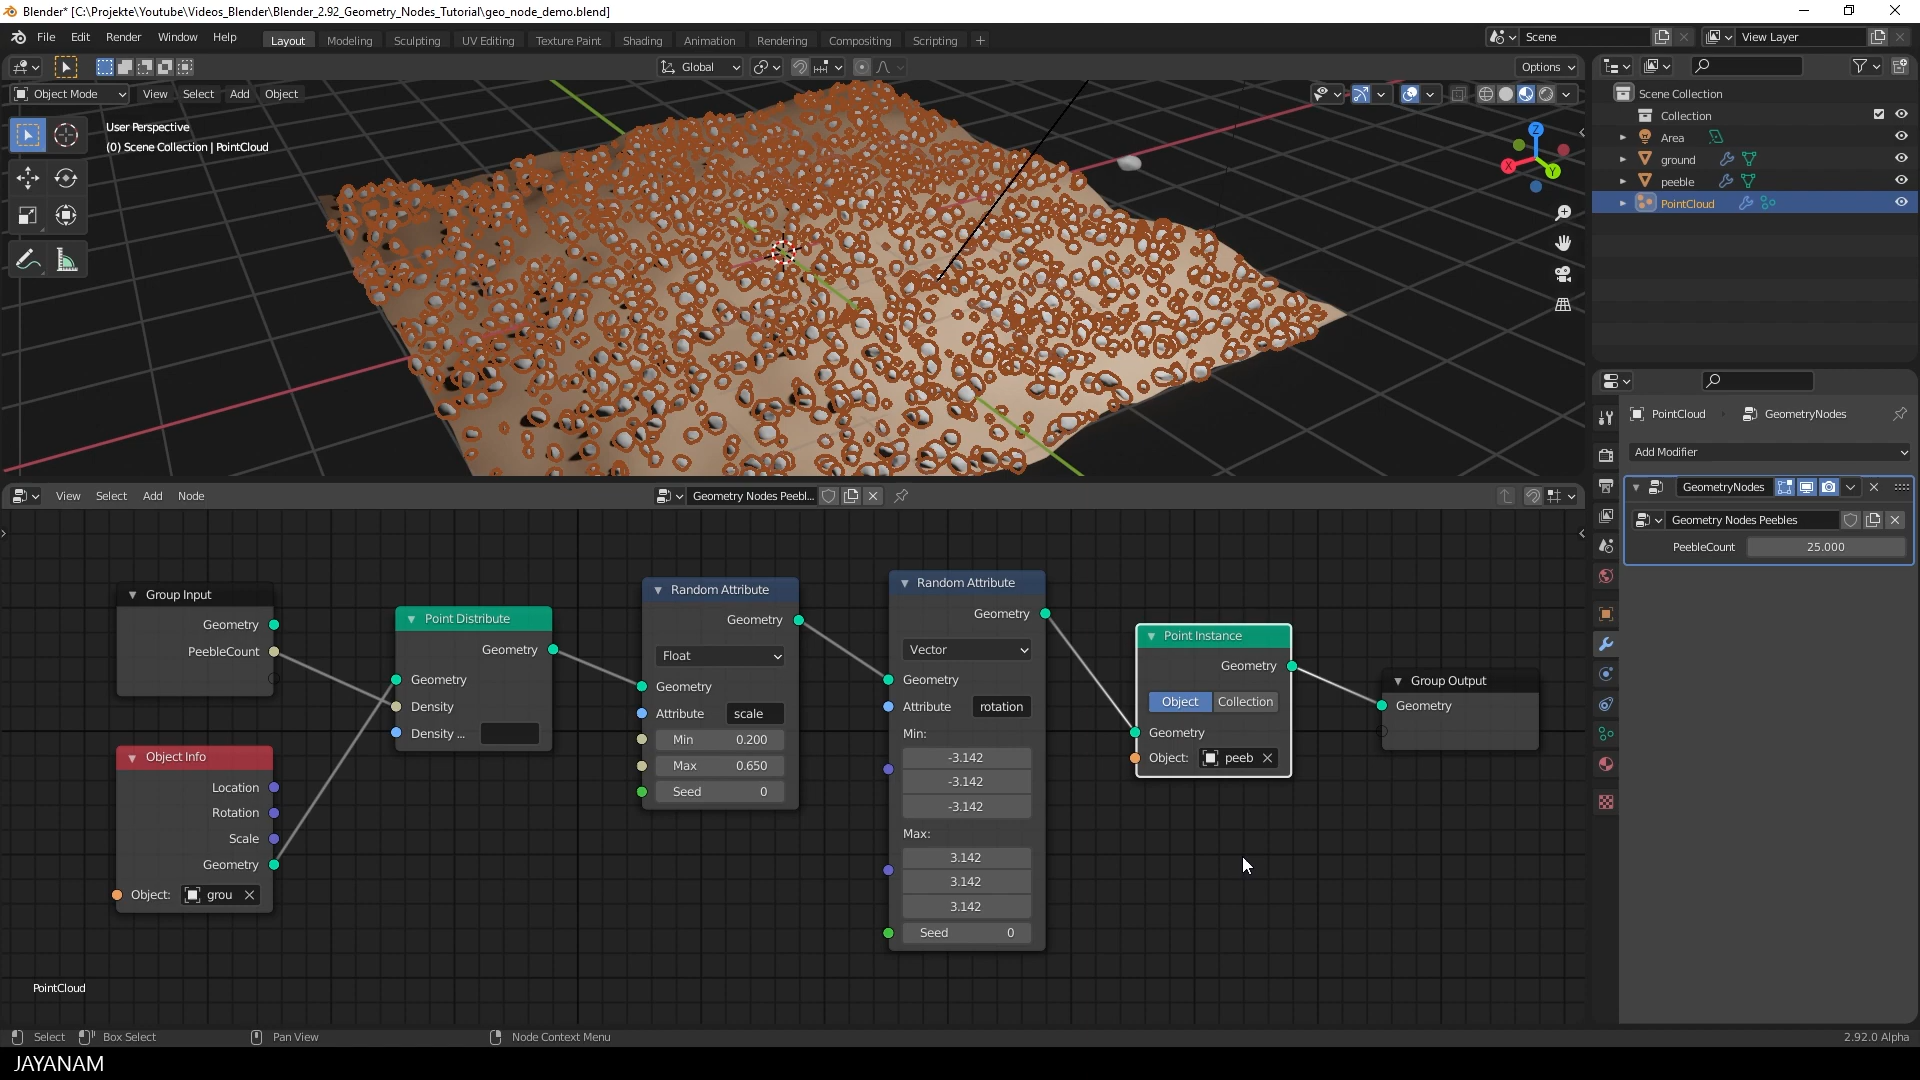 Blender* [C:\Projekte\Youtube\Videos_Blender\Blender_2.92_Geometry_Nodes_Tutorial\geo_node_demo.blend]
File Edit Render Window Help Layout Modeling Sculpting UV Editing Texture Paint Shading Animation Rendering Compositing Scripting + Scene View Layer
Global Options
Object Mode View Select Add Object
User Perspective
(0) Scene Collection | PointCloud
Z
X
Y
Scene Collection
Collection
Area
ground
peeble
PointCloud
PointCloud GeometryNodes
Add Modifier
GeometryNodes
Geometry Nodes Peebles
PeebleCount 25.000
View Select Add Node Geometry Nodes Peebl...
Group Input
Geometry
PeebleCount
Object Info
Location
Rotation
Scale
Geometry
Object: grou
Point Distribute
Geometry
Geometry
Density
Density ...
Random Attribute
Geometry
Float
Geometry
Attribute scale
Min 0.200
Max 0.650
Seed 0
Random Attribute
Geometry
Vector
Geometry
Attribute rotation
Min:
-3.142
-3.142
-3.142
Max:
3.142
3.142
3.142
Seed 0
Point Instance
Geometry
Object Collection
Geometry
Object: peeb
Group Output
Geometry
PointCloud
Select Box Select Pan View Node Context Menu 2.92.0 Alpha
JAYANAM